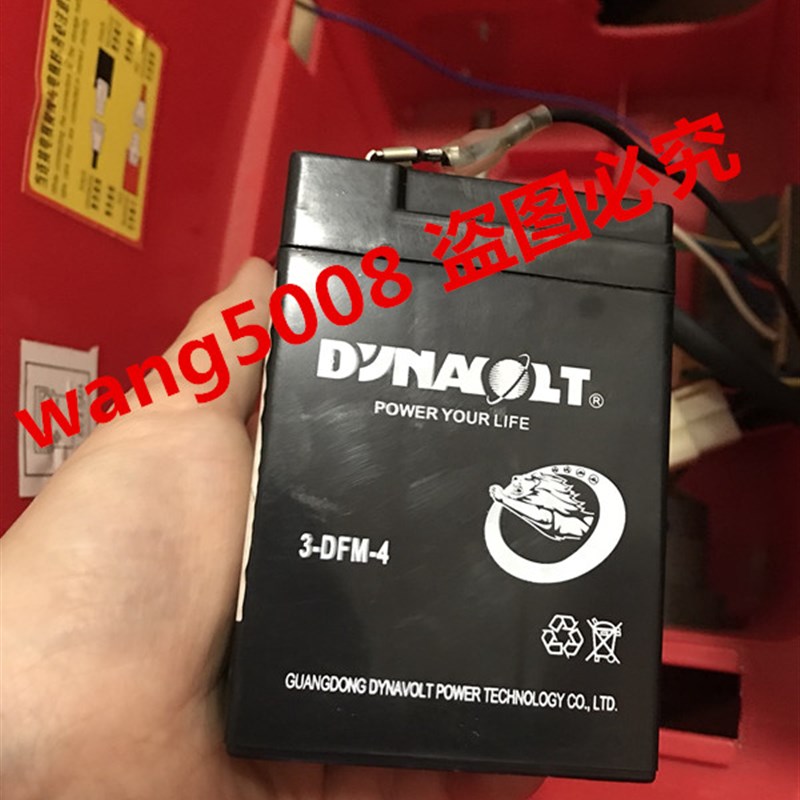 wang5008 盗图必究
DYNAVOLT®
POWER YOUR LIFE
3-DFM-4
GUANGDONG DYNAVOLT POWER TECHNOLOGY CO., LTD.